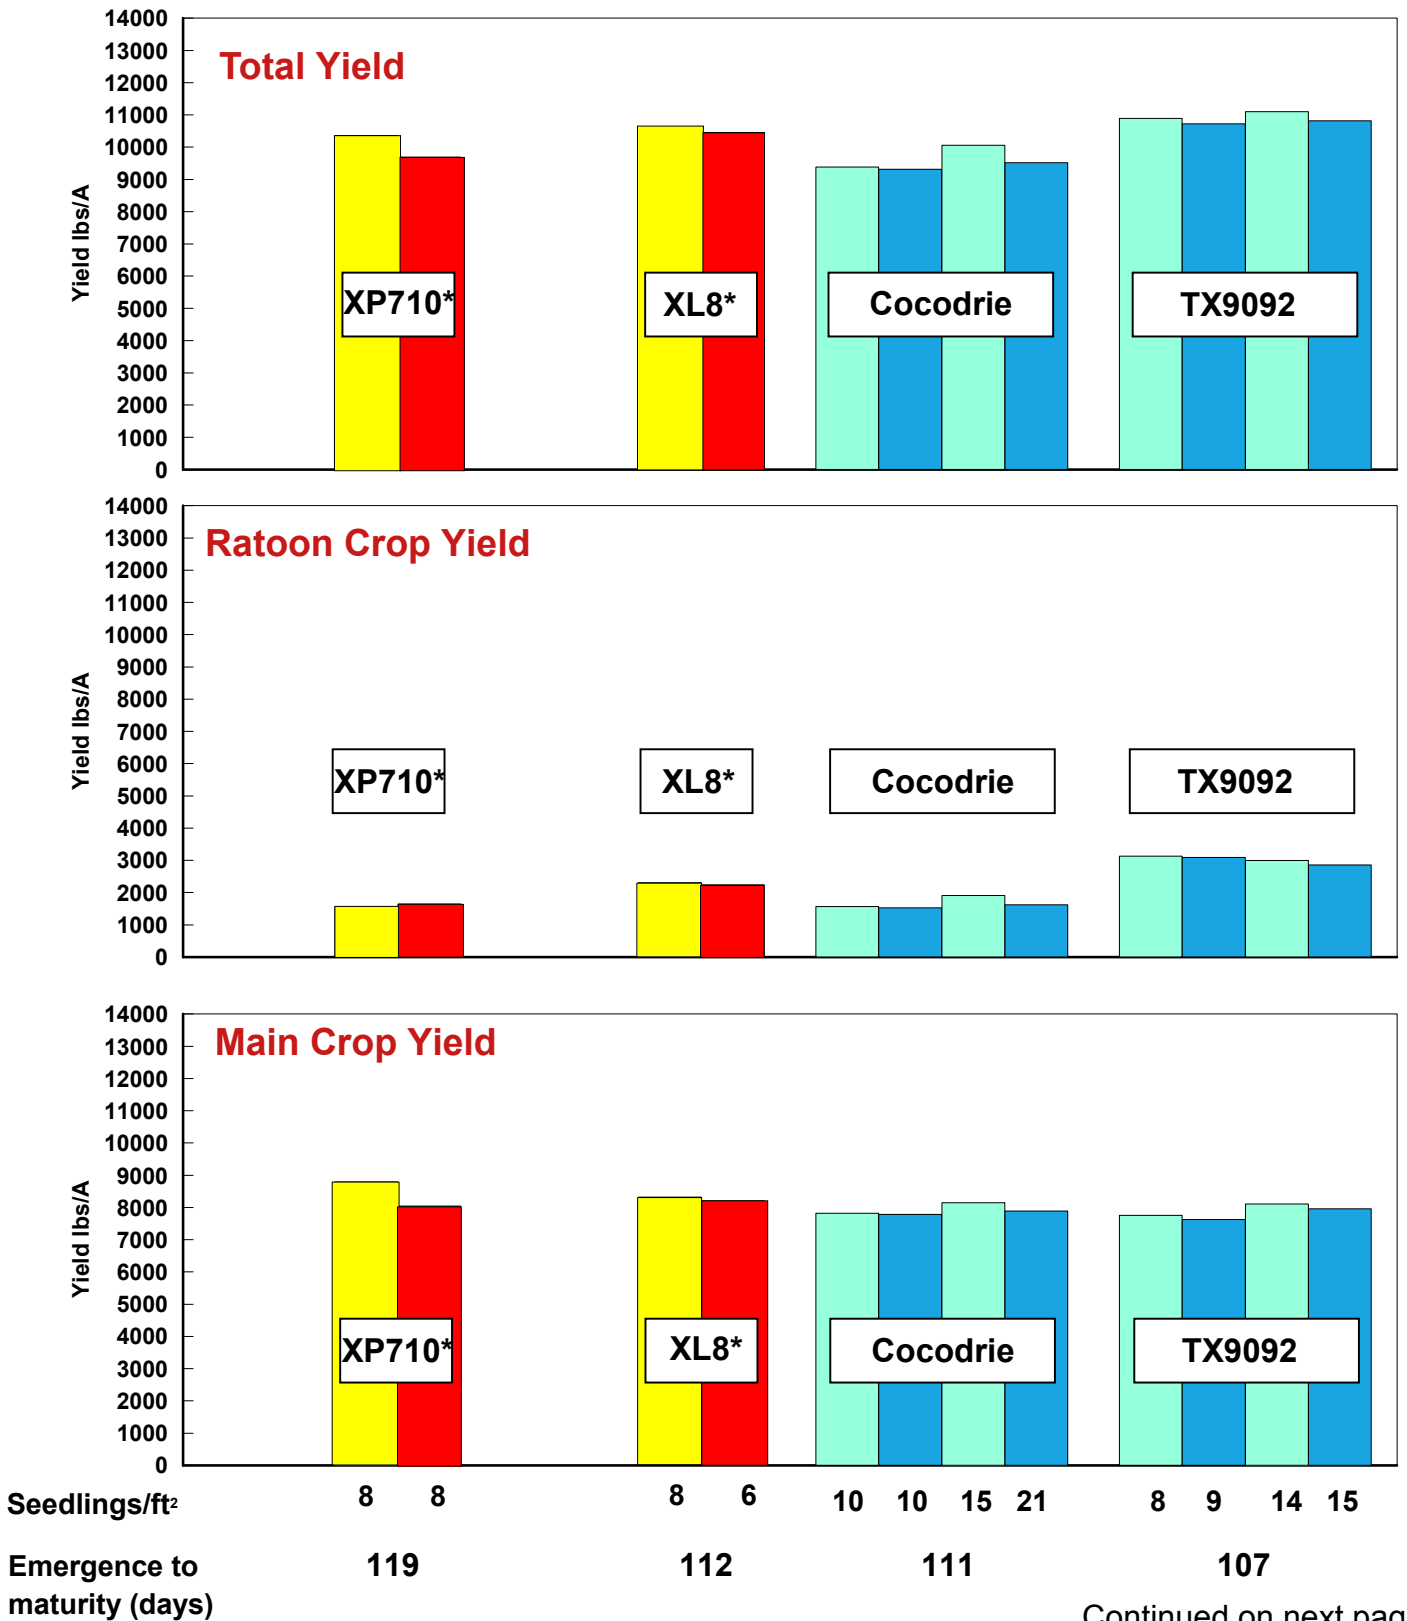 14000
13000
12000
11000
10000
9000
8000
7000
6000
5000
4000
3000
2000
1000
0
Yield lbs/A
Total Yield
XP710*
XL8*
Cocodrie
TX9092
14000
13000
12000
11000
10000
9000
8000
7000
6000
5000
4000
3000
2000
1000
0
Yield lbs/A
Ratoon Crop Yield
XP710*
XL8*
Cocodrie
TX9092
14000
13000
12000
11000
10000
9000
8000
7000
6000
5000
4000
3000
2000
1000
0
Yield lbs/A
Main Crop Yield
XP710*
XL8*
Cocodrie
TX9092
Seedlings/ft² 8 8 8 6 10 10 15 21 8 9 14 15
Emergence to 119 112 111 107
maturity (days)
Continued on next pag